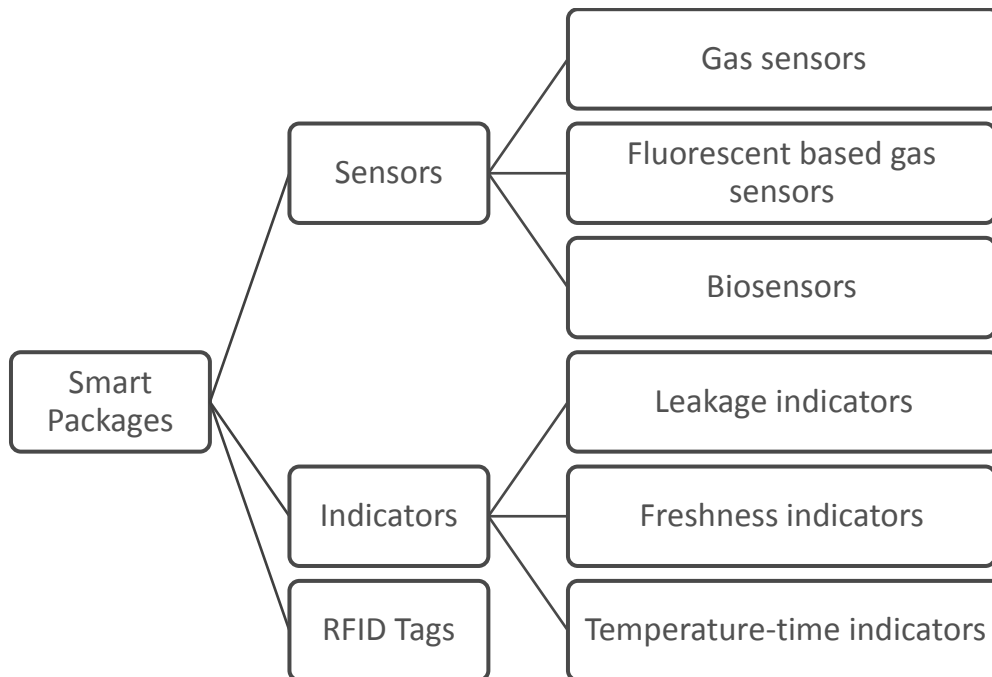 Smart
Packages
Sensors
Gas sensors
Fluorescent based gas
sensors
Biosensors
Indicators
Leakage indicators
Freshness indicators
Temperature-time indicators
RFID Tags